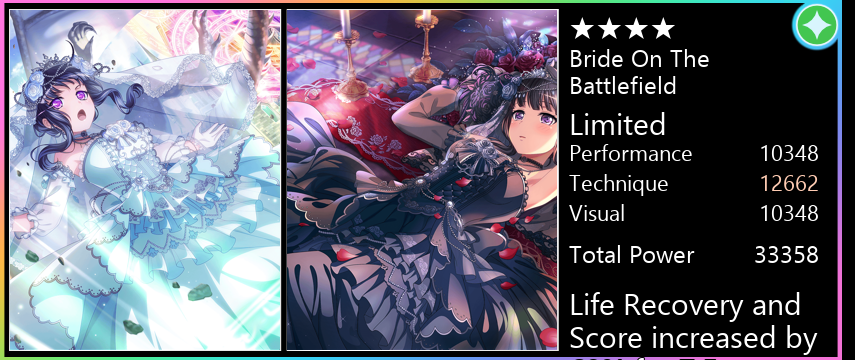 ★★★★
Bride On The
Battlefield
Limited
Performance 10348
Technique 12662
Visual 10348
Total Power 33358
Life Recovery and
Score increased by